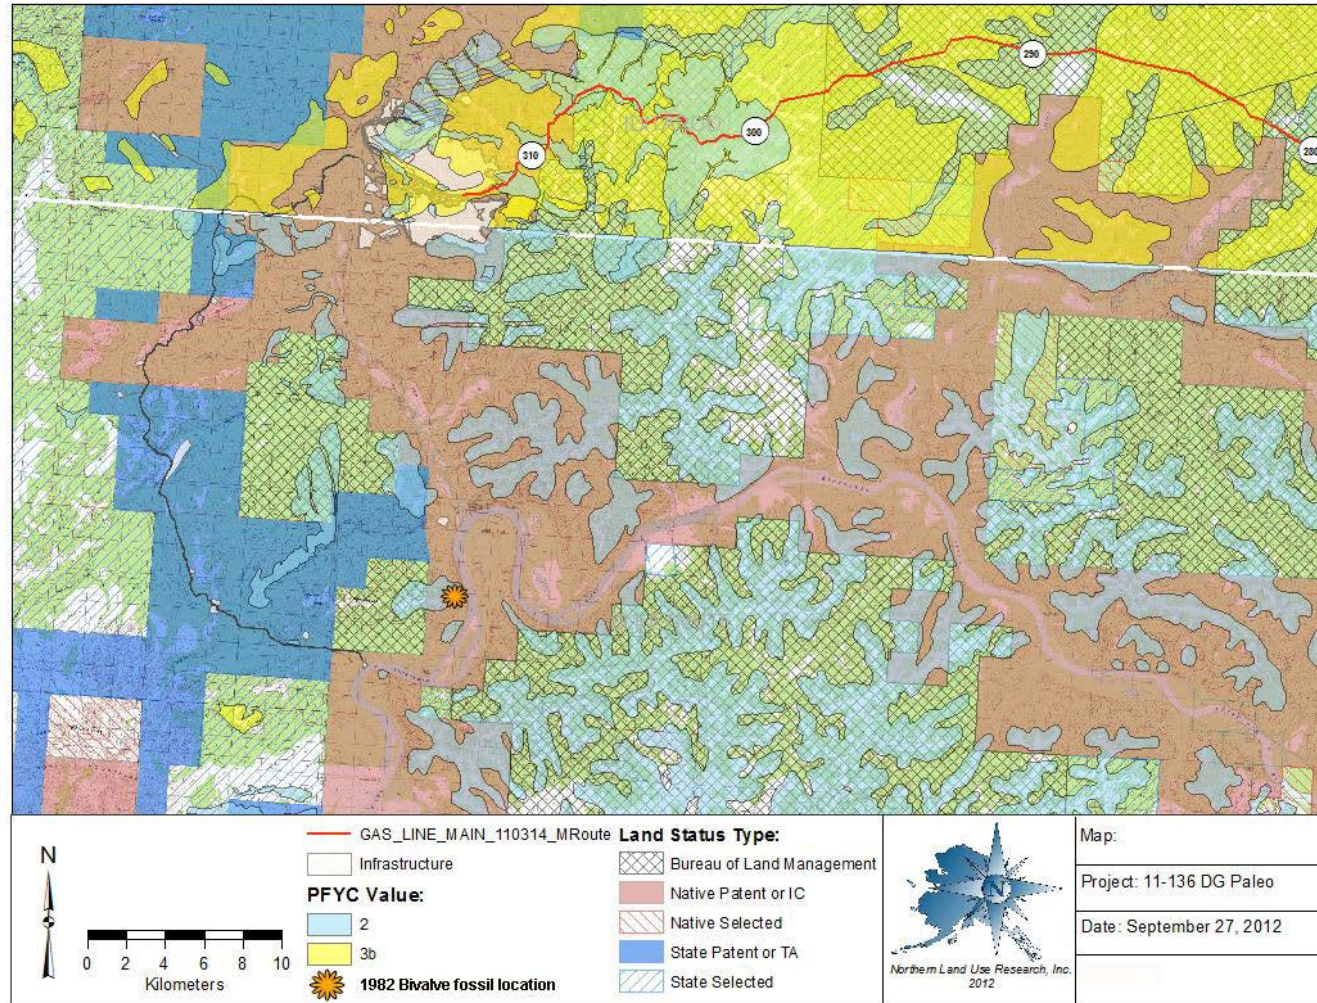 290
300
310
280
N
0 2 4 6 8 10
Kilometers
GAS_LINE_MAIN_110314_MRoute
Infrastructure
PFYC Value:
2
3b
1982 Bivalve fossil location
Land Status Type:
Bureau of Land Management
Native Patent or IC
Native Selected
State Patent or TA
State Selected
N
Northern Land Use Research, Inc.
2012
Map:
Project: 11-136 DG Paleo
Date: September 27, 2012